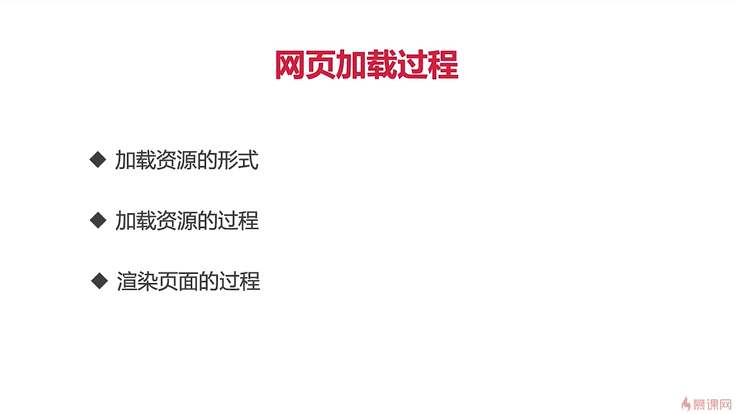 网页加载过程
◆ 加载资源的形式
◆ 加载资源的过程
◆ 渲染页面的过程
慕课网